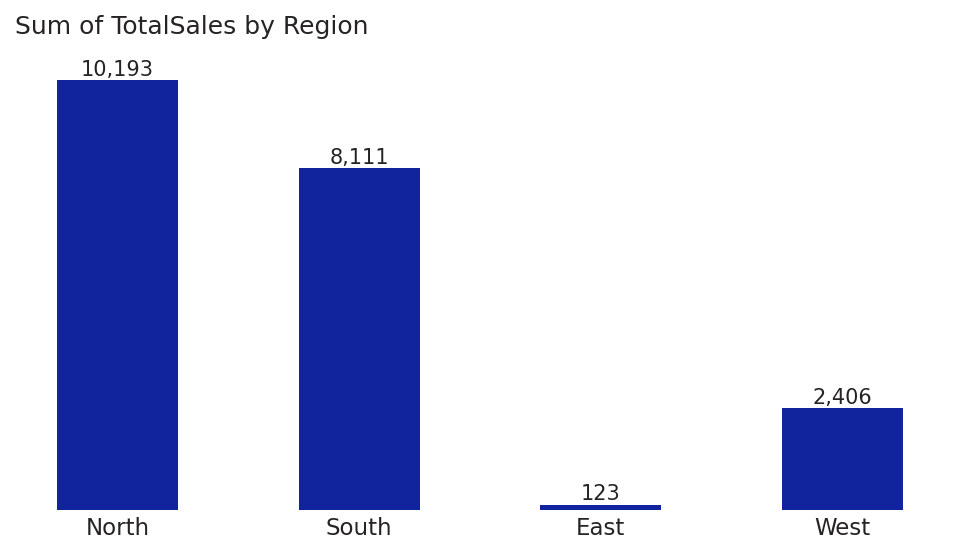 Sum of TotalSales by Region
10,193
8,111
123
2,406
North
South
East
West